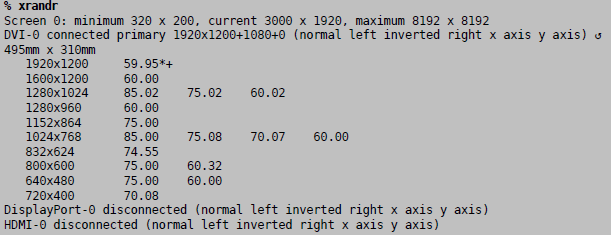 % xrandr
Screen 0: minimum 320 x 200, current 3000 x 1920, maximum 8192 x 8192
DVI-0 connected primary 1920x1200+1080+0 (normal left inverted right x axis y axis) ↺
495mm x 310mm
   1920x1200     59.95*+
   1600x1200     60.00
   1280x1024     85.02    75.02    60.02
   1280x960      60.00
   1152x864      75.00
   1024x768      85.00    75.08    70.07    60.00
   832x624       74.55
   800x600       75.00    60.32
   640x480       75.00    60.00
   720x400       70.08
DisplayPort-0 disconnected (normal left inverted right x axis y axis)
HDMI-0 disconnected (normal left inverted right x axis y axis)